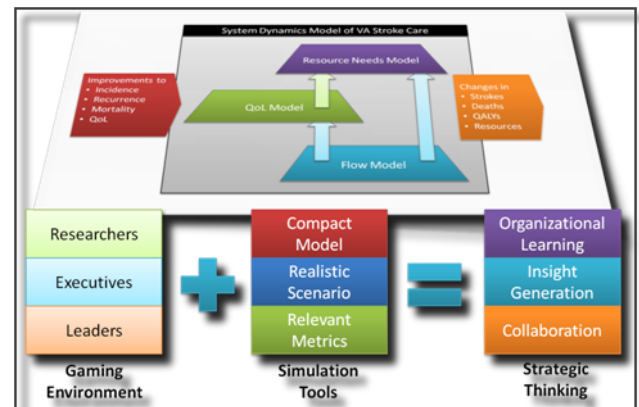 System Dynamics Model of VA Stroke Care
Resource Needs Model
Improvements to
• Incidence
• Recurrence
• Mortality
• QoL
QoL Model
Changes in
• Strokes
• Deaths
• QALYs
• Resources
Flow Model
Researchers
Executives
Leaders
Gaming
Environment
Compact
Model
Realistic
Scenario
Relevant
Metrics
Simulation
Tools
Organizational
Learning
Insight
Generation
Collaboration
Strategic
Thinking